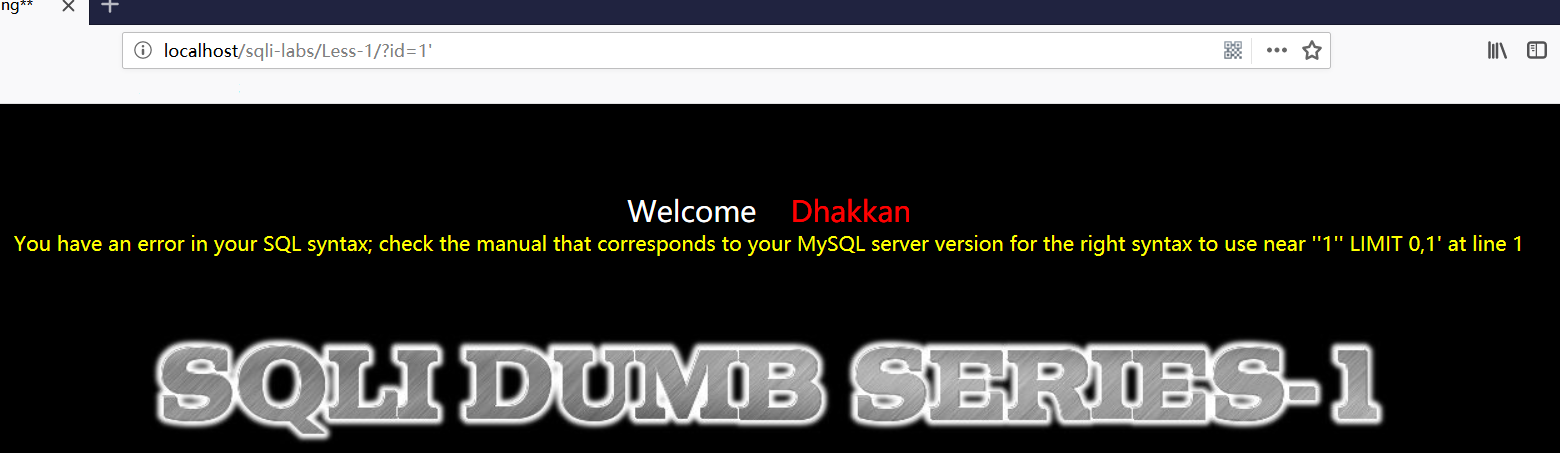 ng**
localhost/sqli-labs/Less-1/?id=1'
Welcome Dhakkan
You have an error in your SQL syntax; check the manual that corresponds to your MySQL server version for the right syntax to use near ''1'' LIMIT 0,1' at line 1
SQLI DUMB SERIES-1